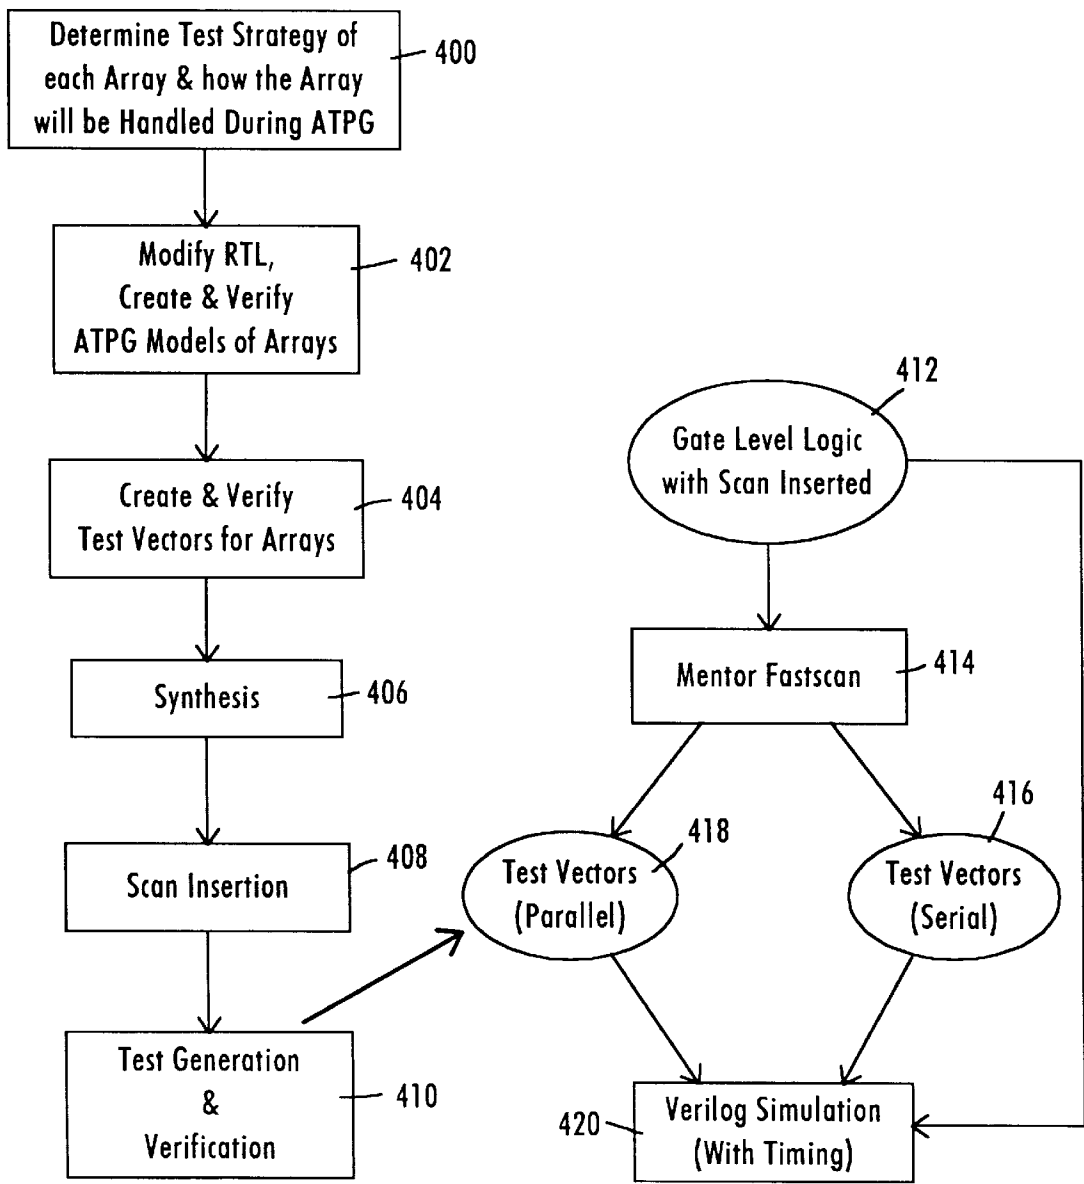 Determine Test Strategy of
each Array & how the Array
will be Handled During ATPG
400
Modify RTL,
Create & Verify
ATPG Models of Arrays
402
Create & Verify
Test Vectors for Arrays
404
Synthesis
406
Scan Insertion
408
Test Generation
&
Verification
410
412
Gate Level Logic
with Scan Inserted
Mentor Fastscan
414
418
Test Vectors
(Parallel)
416
Test Vectors
(Serial)
420
Verilog Simulation
(With Timing)